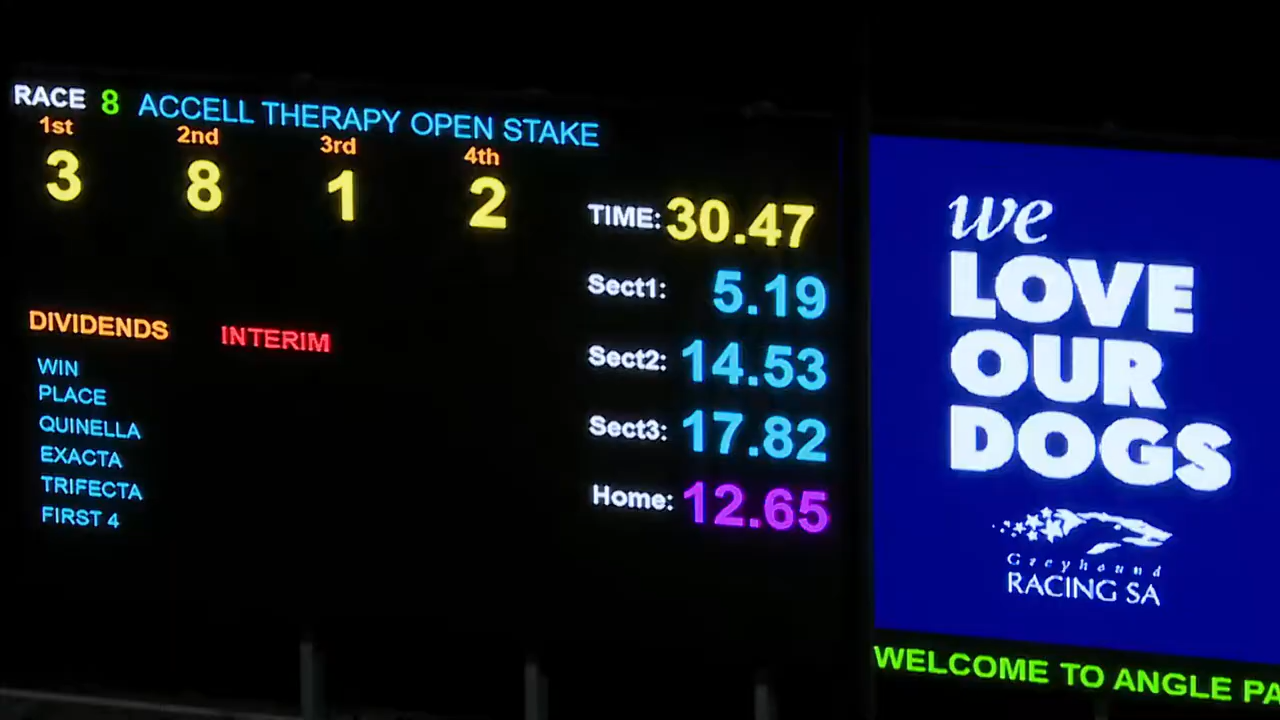 RACE 8 ACCELL THERAPY OPEN STAKE
1st 2nd 3rd 4th
3 8 1 2
TIME: 30.47
Sect1: 5.19
Sect2: 14.53
Sect3: 17.82
Home: 12.65
DIVIDENDS INTERIM
WIN
PLACE
QUINELLA
EXACTA
TRIFECTA
FIRST 4
we
LOVE
OUR
DOGS
Greyhound
RACING SA
WELCOME TO ANGLE PA